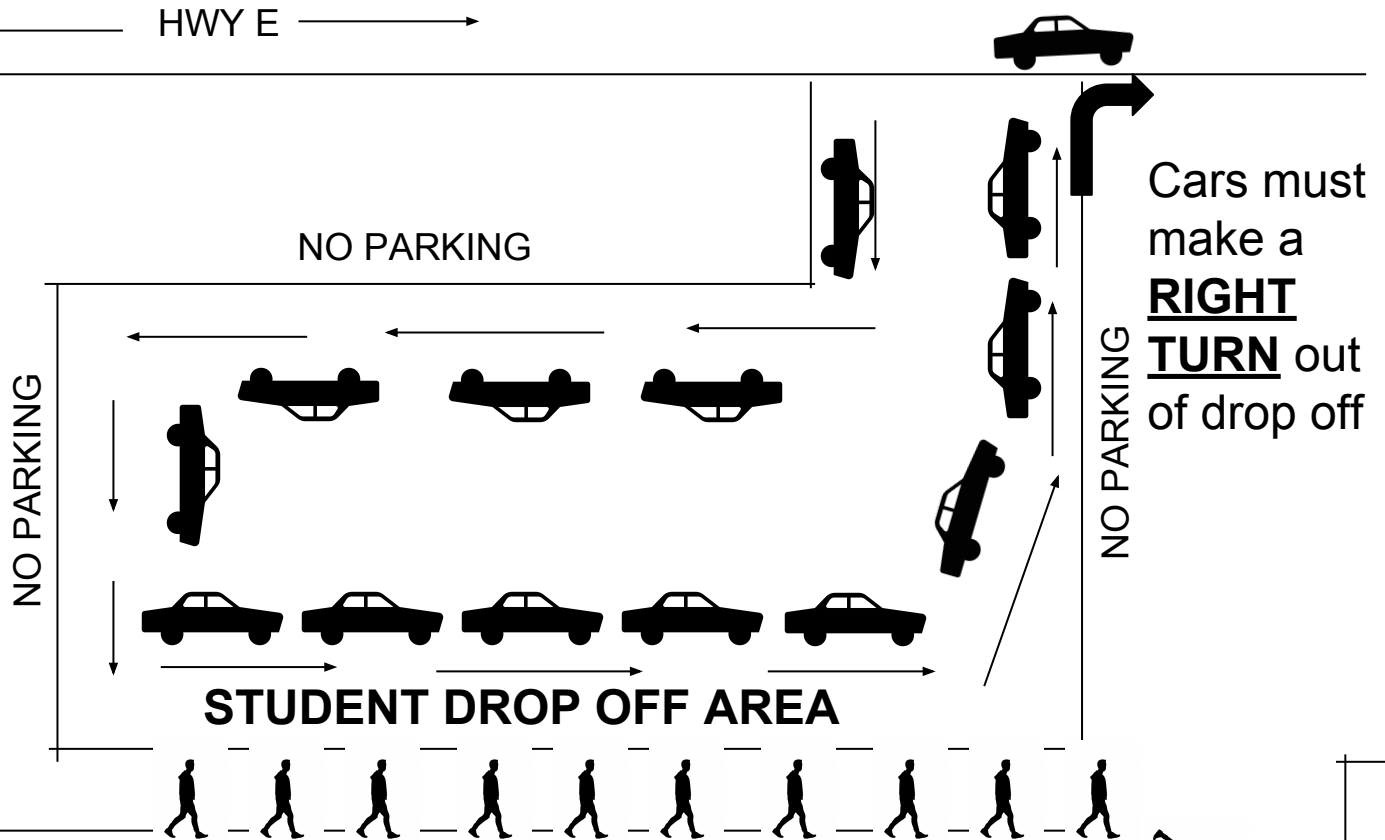 HWY E
NO PARKING
NO PARKING
NO PARKING
Cars must
make a
RIGHT
TURN out
of drop off
STUDENT DROP OFF AREA